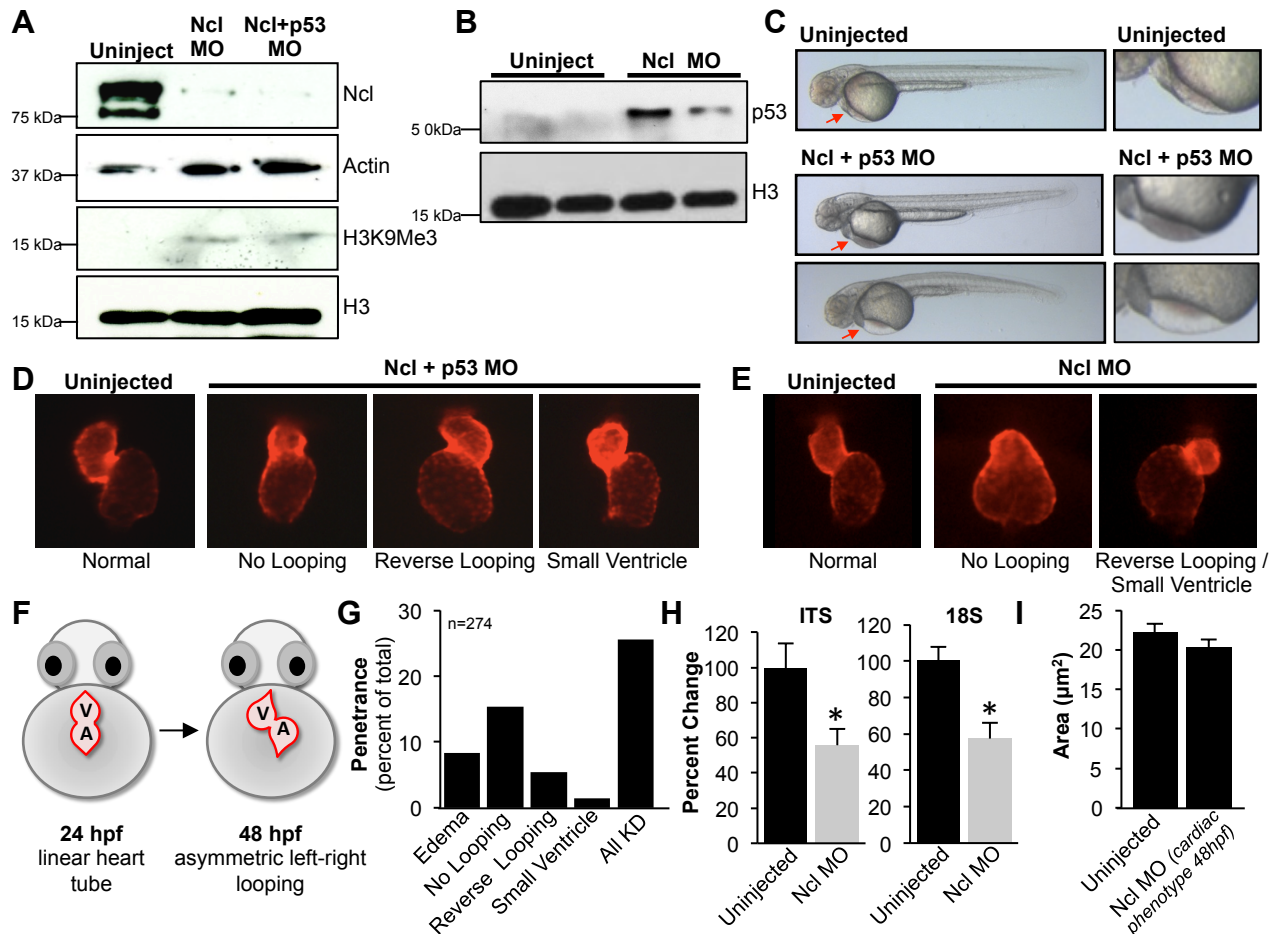 A
Uninject
Ncl MO
Ncl+p53 MO
Ncl
75 kDa
Actin
37 kDa
H3K9Me3
15 kDa
H3
15 kDa
B
Uninject
Ncl MO
p53
5 0kDa
H3
15 kDa
C
Uninjected
Uninjected
Ncl + p53 MO
Ncl + p53 MO
D
Uninjected
Ncl + p53 MO
Normal
No Looping
Reverse Looping
Small Ventricle
E
Uninjected
Ncl MO
Normal
No Looping
Reverse Looping /
Small Ventricle
F
V
A
V
A
24 hpf
linear heart
tube
48 hpf
asymmetric left-right
looping
G
Penetrance
(percent of total)
n=274
30
20
10
0
Edema
No Looping
Reverse Looping
Small Ventricle
All KD
H
ITS
Percent Change
120
100
80
60
40
20
0
*
Uninjected
Ncl MO
18S
120
100
80
60
40
20
0
*
Uninjected
Ncl MO
I
Area (µm²)
25
20
15
10
5
0
Uninjected
Ncl MO (cardiac
phenotype 48hpf)